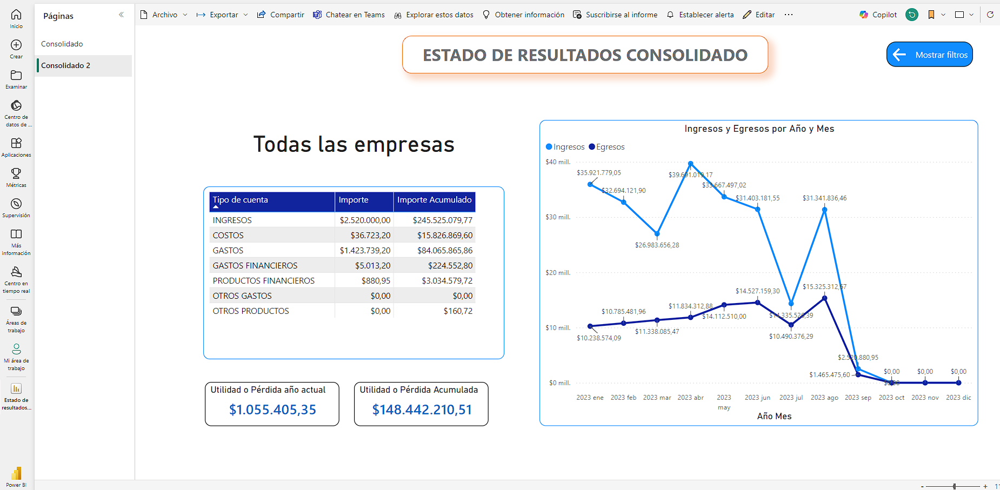 Archivo
Exportar
Compartir
Chatear en Teams
Explorar estos datos
Obtener información
Suscribirse al informe
Establecer alerta
Editar
Copilot
Inicio
Crear
Examinar
Centro de
datos de ...
Aplicaciones
Métricas
Supervisión
Más
información
Centro en
tiempo real
Áreas de
trabajo
Mi área de
trabajo
Estado de
resultados...
Power BI
Páginas
Consolidado
Consolidado 2
ESTADO DE RESULTADOS CONSOLIDADO
Mostrar filtros
Todas las empresas
Tipo de cuenta Importe Importe Acumulado
INGRESOS $2.520.000,00 $245.525.079,77
COSTOS $36.723,20 $15.826.869,60
GASTOS $1.423.739,20 $84.065.865,86
GASTOS FINANCIEROS $5.013,20 $224.552,80
PRODUCTOS FINANCIEROS $880,95 $3.034.579,72
OTROS GASTOS $0,00 $0,00
OTROS PRODUCTOS $0,00 $160,72
Utilidad o Pérdida año actual
$1.055.405,35
Utilidad o Pérdida Acumulada
$148.442.210,51
Ingresos y Egresos por Año y Mes
Ingresos Egresos
$40 mill.
$30 mill.
$20 mill.
$10 mill.
$0 mill.
$35.921.779,05
$32.694.121,90
$26.983.656,28
$39.691.019,17
$33.667.497,02
$31.403.181,55
$31.341.836,46
$2.520.880,95
$0,00
$0,00
$0,00
$10.238.574,09
$10.785.481,96
$11.338.085,47
$11.834.312,88
$14.112.510,00
$14.527.159,30
$10.490.376,29
$15.325.312,67
$1.465.475,60
2023 ene 2023 feb 2023 mar 2023 abr 2023 may 2023 jun 2023 jul 2023 ago 2023 sep 2023 oct 2023 nov 2023 dic
Año Mes